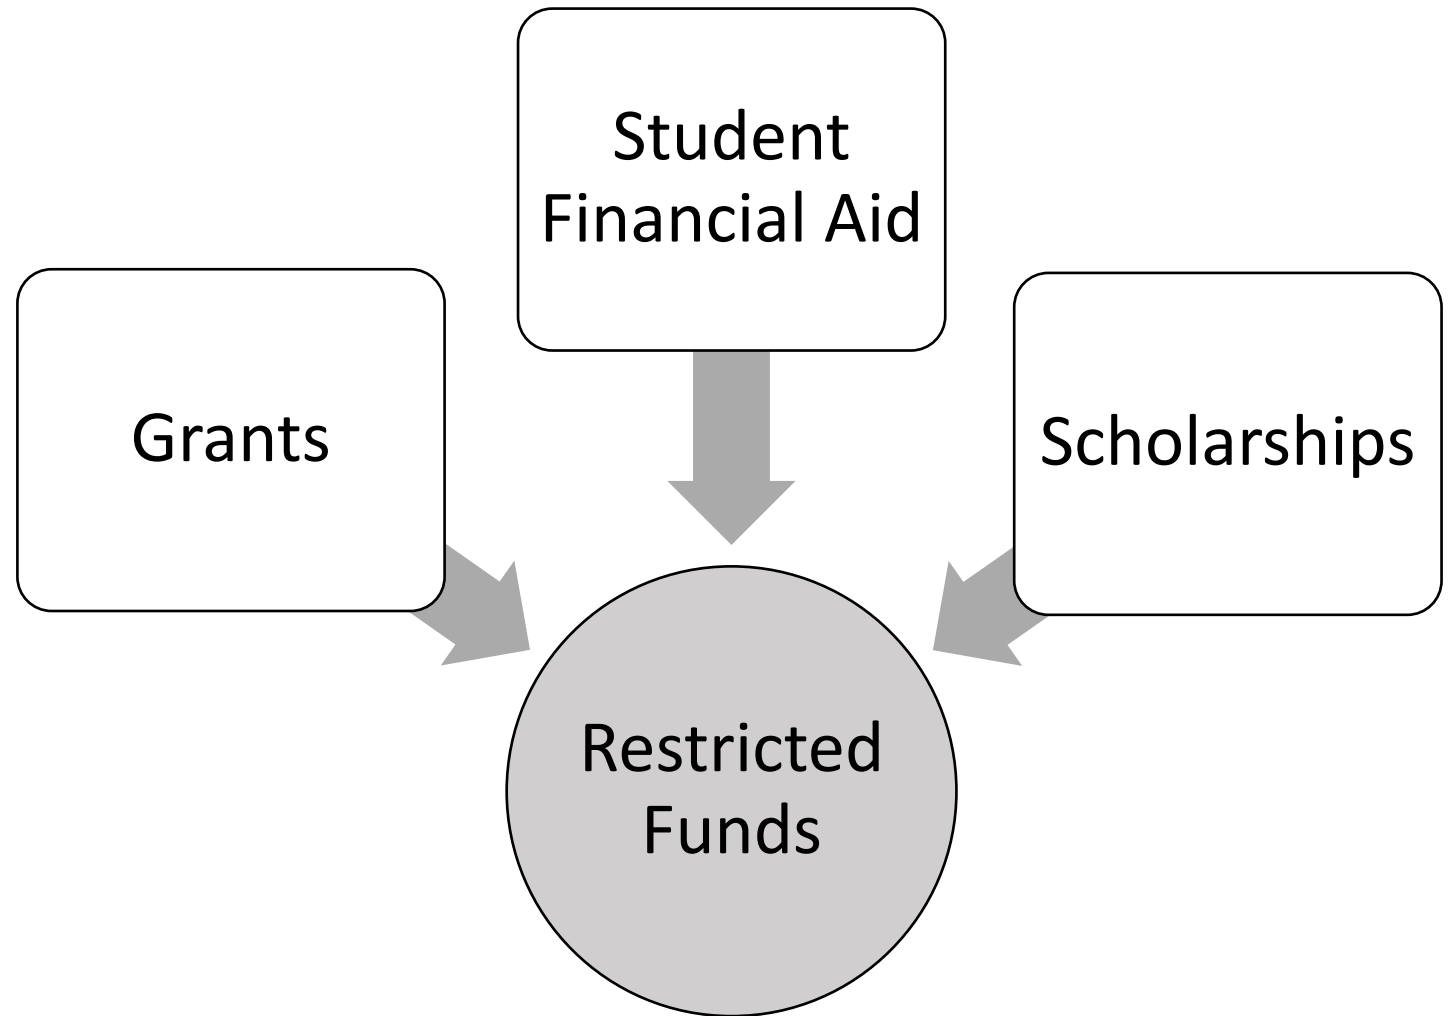 Student
Financial Aid
Grants
Scholarships
Restricted
Funds